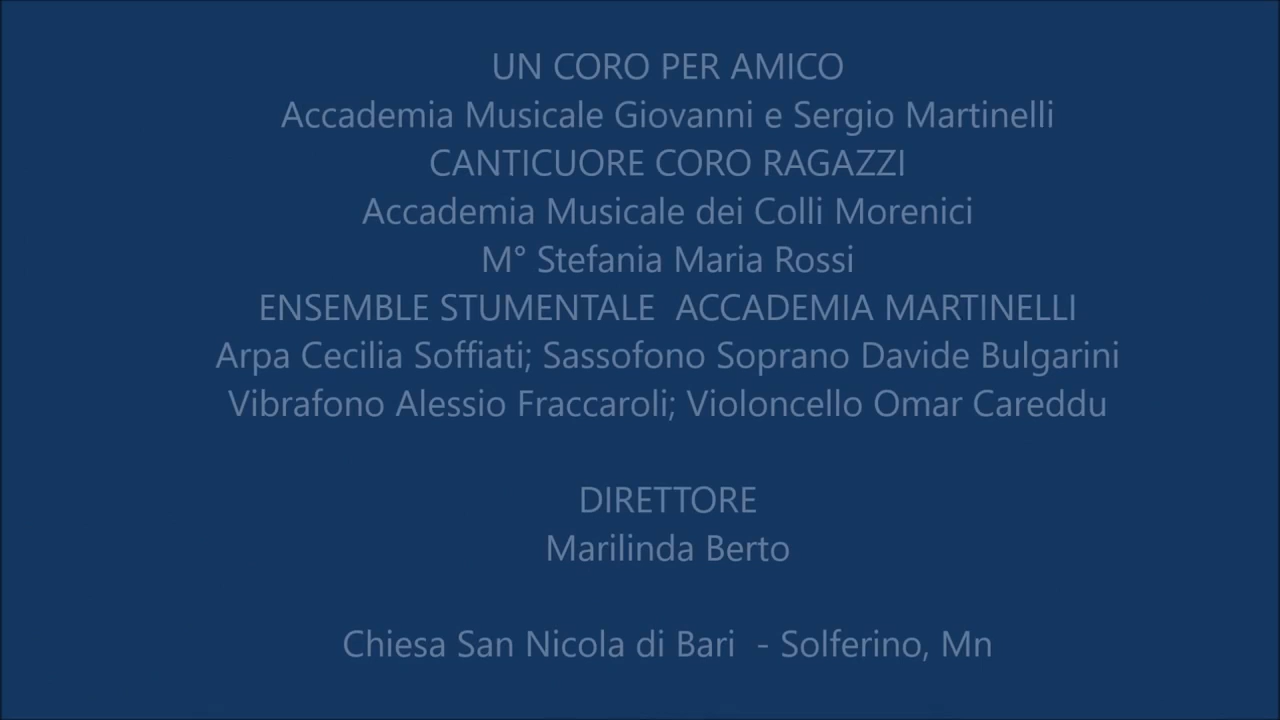 UN CORO PER AMICO
Accademia Musicale Giovanni e Sergio Martinelli
CANTICUORE CORO RAGAZZI
Accademia Musicale dei Colli Morenici
M° Stefania Maria Rossi
ENSEMBLE STUMENTALE  ACCADEMIA MARTINELLI
Arpa Cecilia Soffiati; Sassofono Soprano Davide Bulgarini
Vibrafono Alessio Fraccaroli; Violoncello Omar Careddu
DIRETTORE
Marilinda Berto
Chiesa San Nicola di Bari  - Solferino, Mn